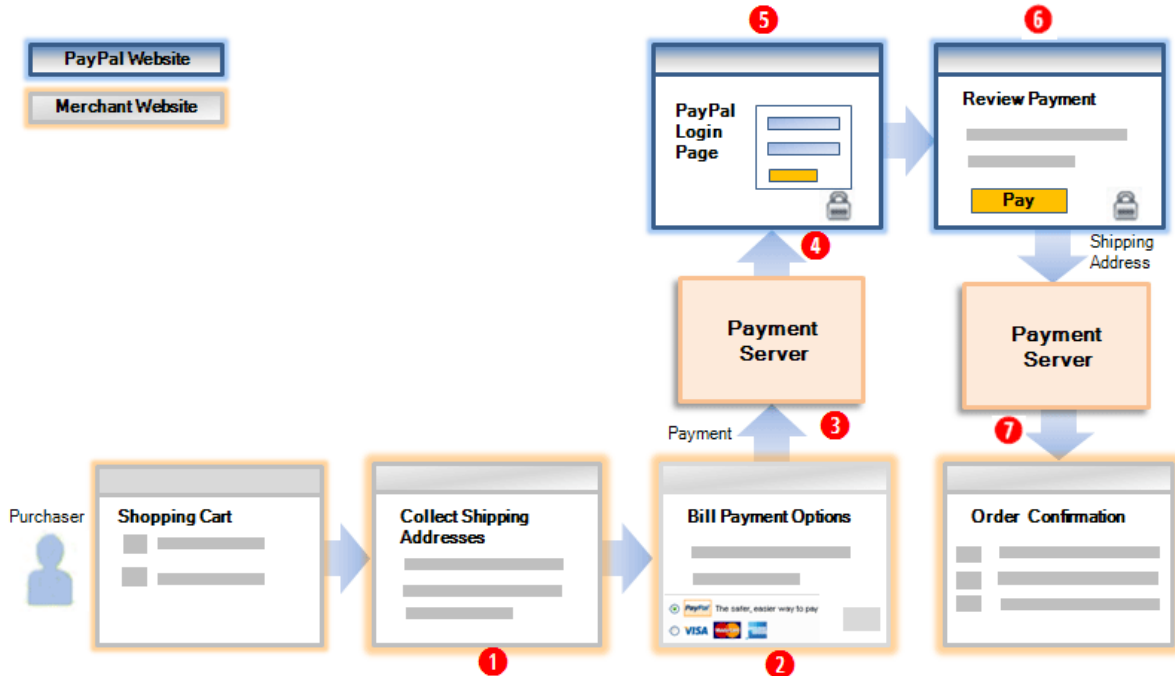 5
6
PayPal Website
Merchant Website
PayPal
Login
Page
Review Payment
Pay
4
Shipping
Address
Payment
Server
Payment
Server
3
Payment
7
Purchaser
Shopping Cart
Collect Shipping
Addresses
Bill Payment Options
Order Confirmation
PayPal The safer, easier way to pay
VISA MasterCard
1
2